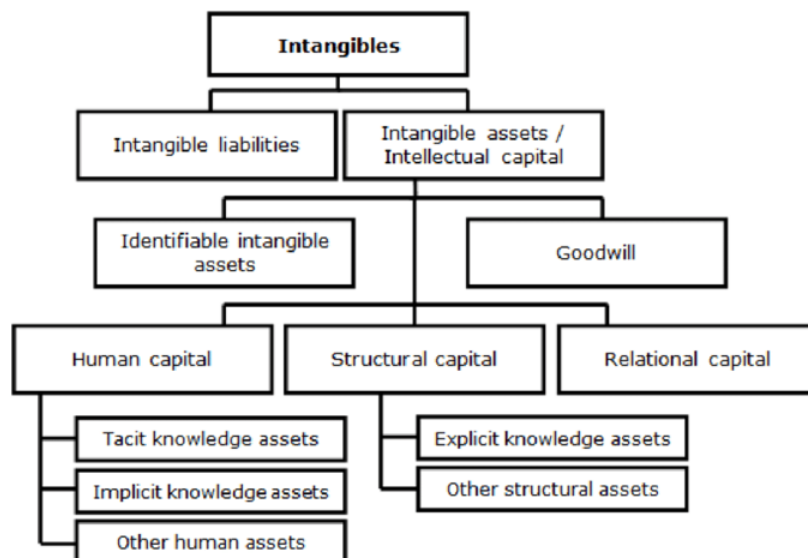 Intangibles
Intangible liabilities
Intangible assets /
Intellectual capital
Identifiable intangible
assets
Goodwill
Human capital
Structural capital
Relational capital
Tacit knowledge assets
Explicit knowledge assets
Implicit knowledge assets
Other structural assets
Other human assets